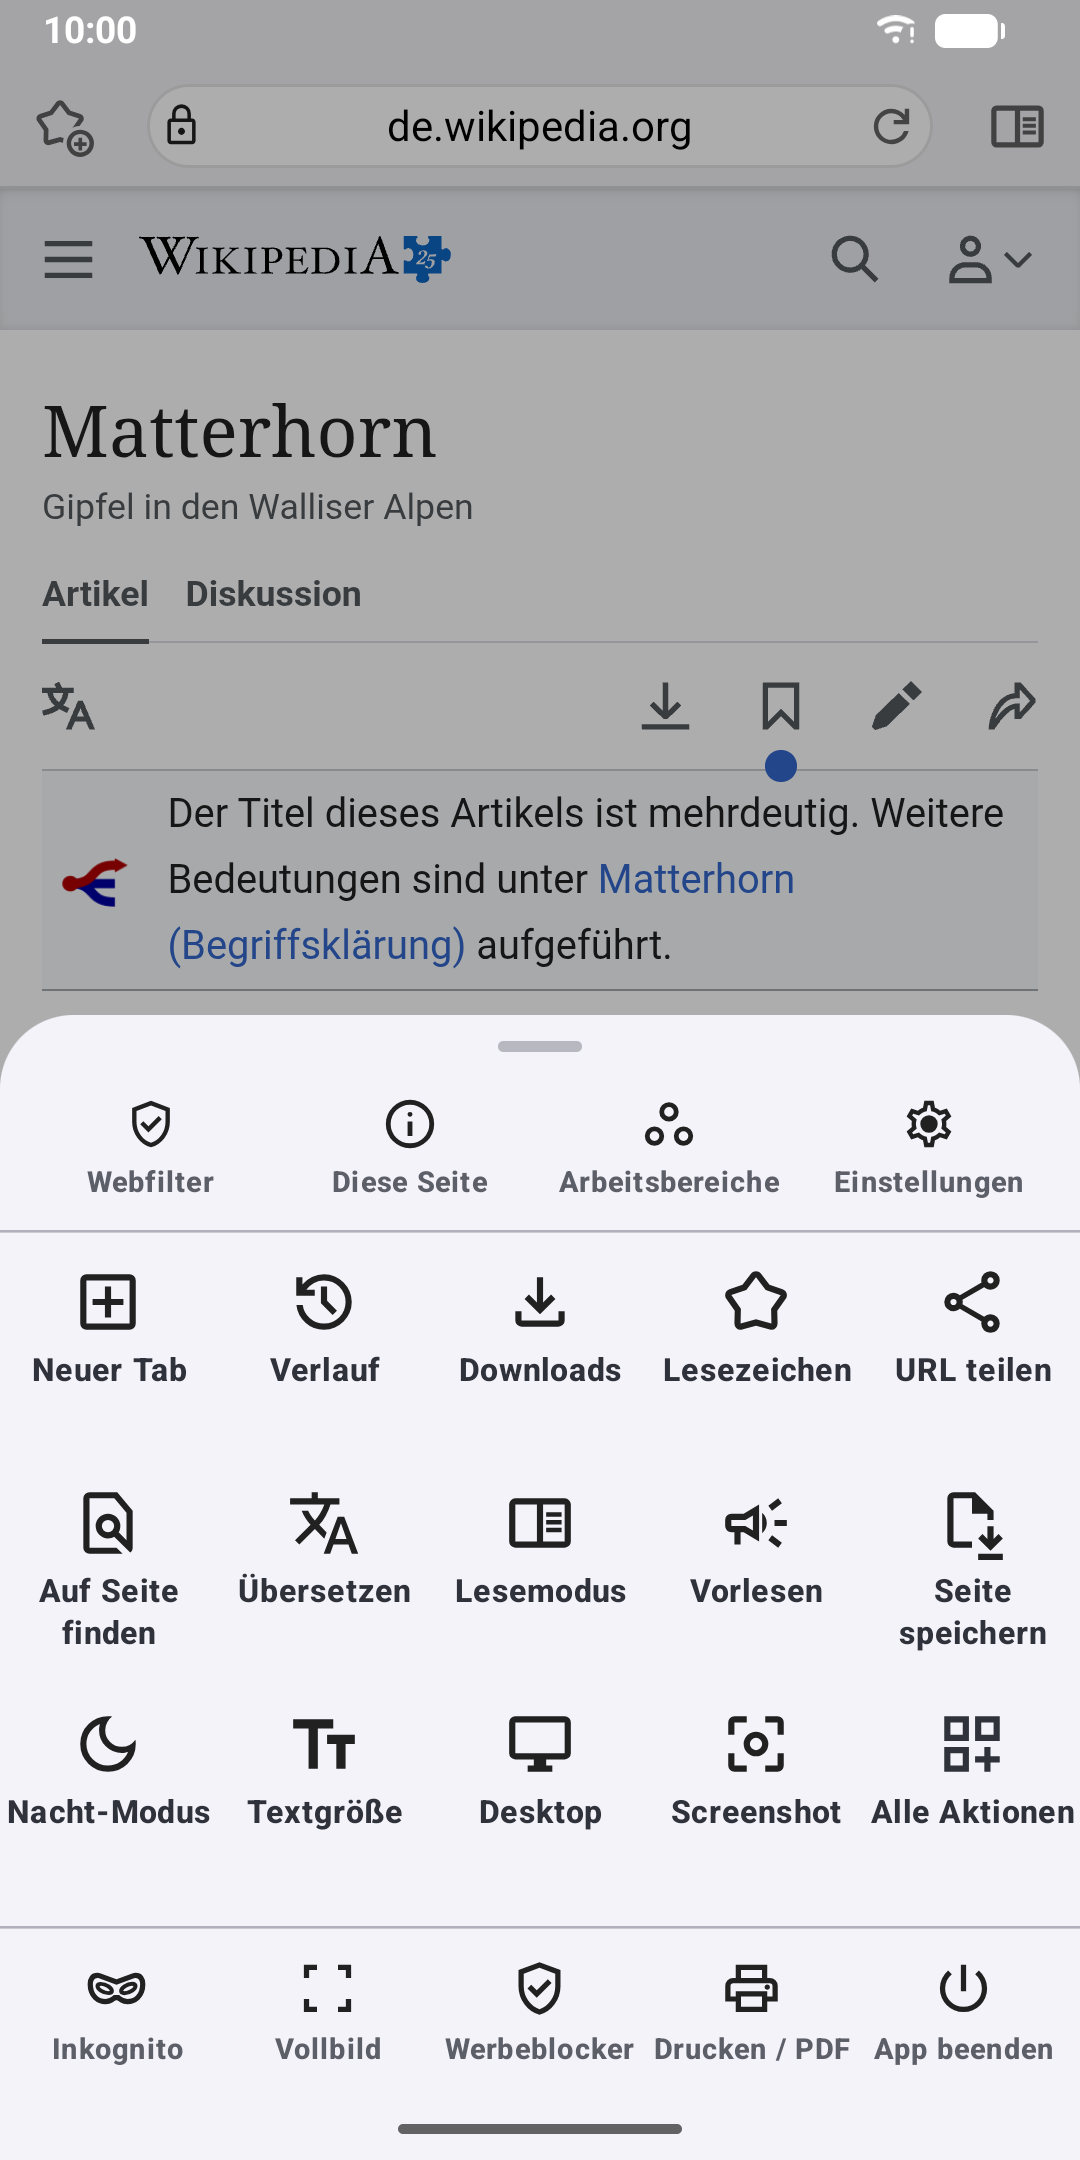 10:00
de.wikipedia.org
WIKIPEDIA 25
Matterhorn
Gipfel in den Walliser Alpen
Artikel Diskussion
Der Titel dieses Artikels ist mehrdeutig. Weitere
Bedeutungen sind unter Matterhorn
(Begriffsklärung) aufgeführt.
Webfilter Diese Seite Arbeitsbereiche Einstellungen
Neuer Tab Verlauf Downloads Lesezeichen URL teilen
Auf Seite finden Übersetzen Lesemodus Vorlesen Seite speichern
Nacht-Modus Textgröße Desktop Screenshot Alle Aktionen
Inkognito Vollbild Werbeblocker Drucken / PDF App beenden